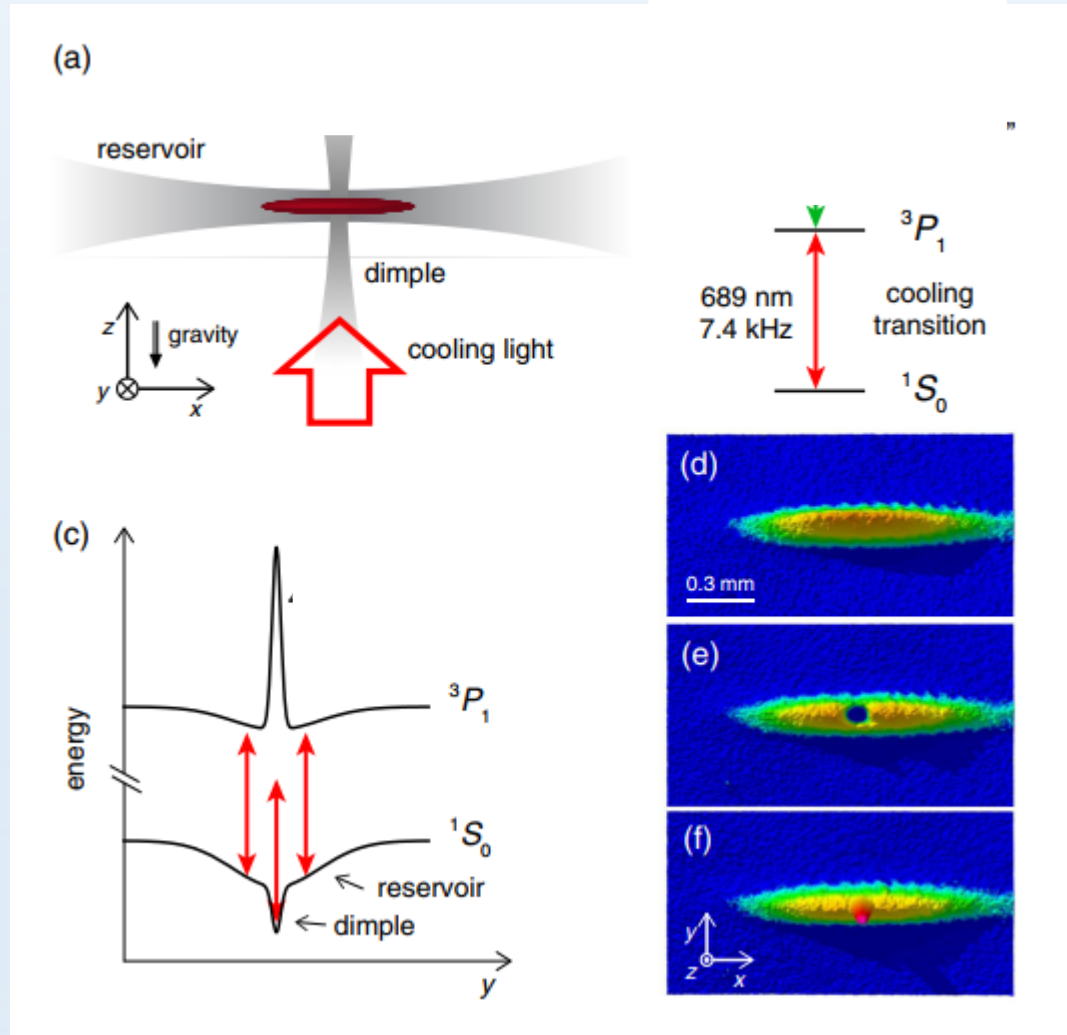 (a)
reservoir
dimple
cooling light
z
gravity
y
x
”
³P₁
689 nm
7.4 kHz
cooling
transition
¹S₀
(c)
energy
³P₁
¹S₀
reservoir
dimple
y
(d)
0.3 mm
(e)
(f)
y
z
x